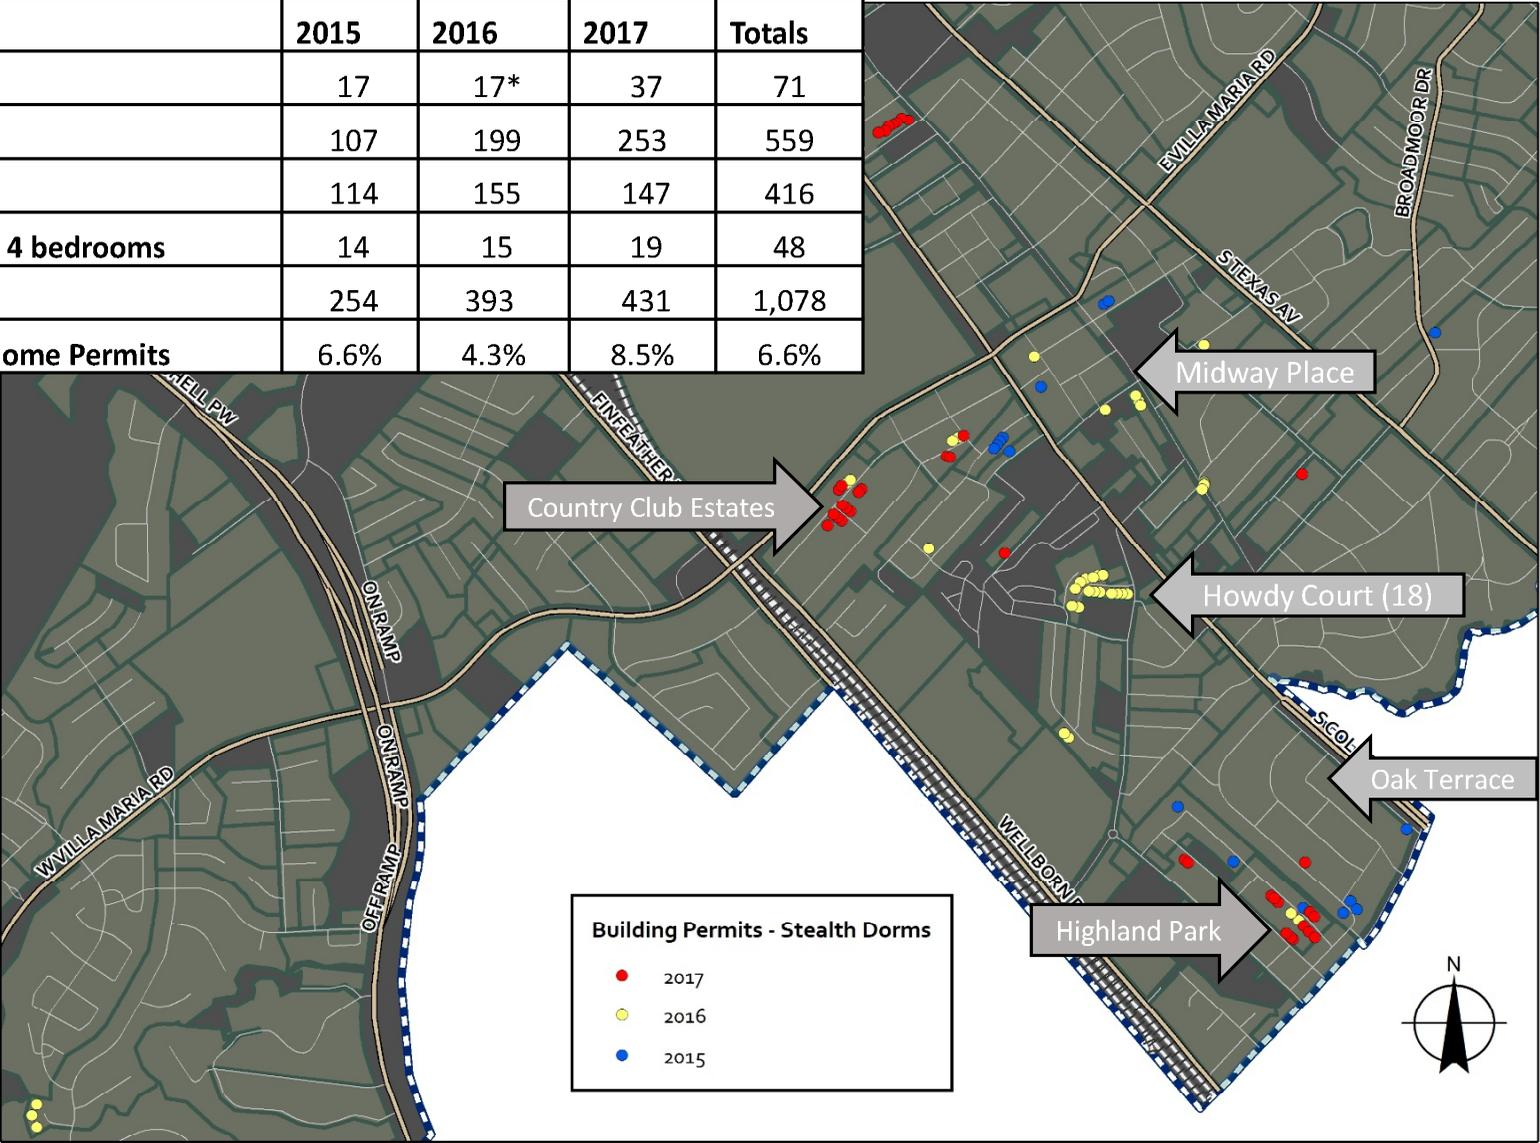 2015 2016 2017 Totals
17 17* 37 71
107 199 253 559
114 155 147 416
4 bedrooms 14 15 19 48
254 393 431 1,078
ome Permits 6.6% 4.3% 8.5% 6.6%
E VILLA MARIA RD
BROADMOOR DR
S TEXAS AV
Midway Place
HELL PW
FINFEATHER
Country Club Estates
ON RAMP
Howdy Court (18)
S COL
ON RAMP
Oak Terrace
W VILLA MARIA RD
OFF RAMP
WELLBORN
Highland Park
Building Permits - Stealth Dorms
2017
2016
2015
N